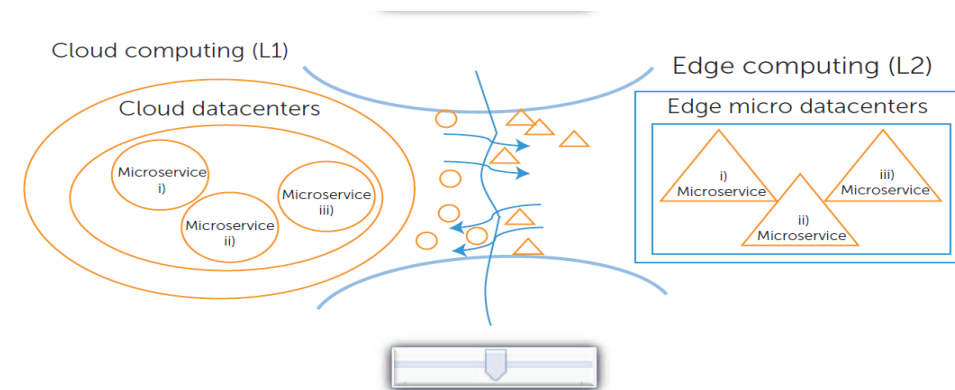 Cloud computing (L1)
Cloud datacenters
Microservice
i)
Microservice
ii)
Microservice
iii)
Edge computing (L2)
Edge micro datacenters
i)
Microservice
ii)
Microservice
iii)
Microservice